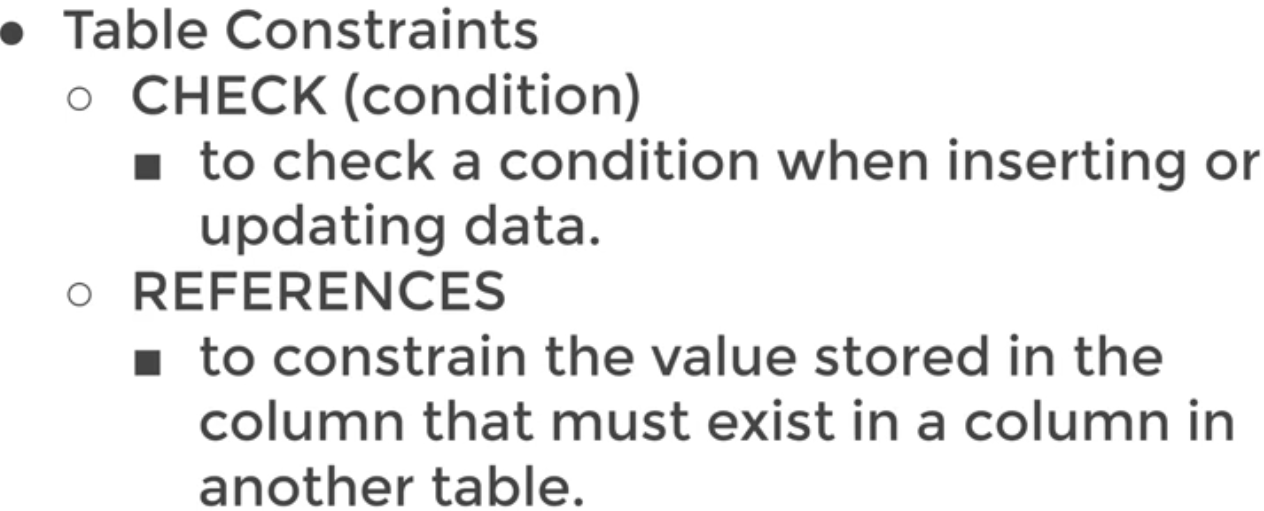 ● Table Constraints
○ CHECK (condition)
■ to check a condition when inserting or
updating data.
○ REFERENCES
■ to constrain the value stored in the
column that must exist in a column in
another table.